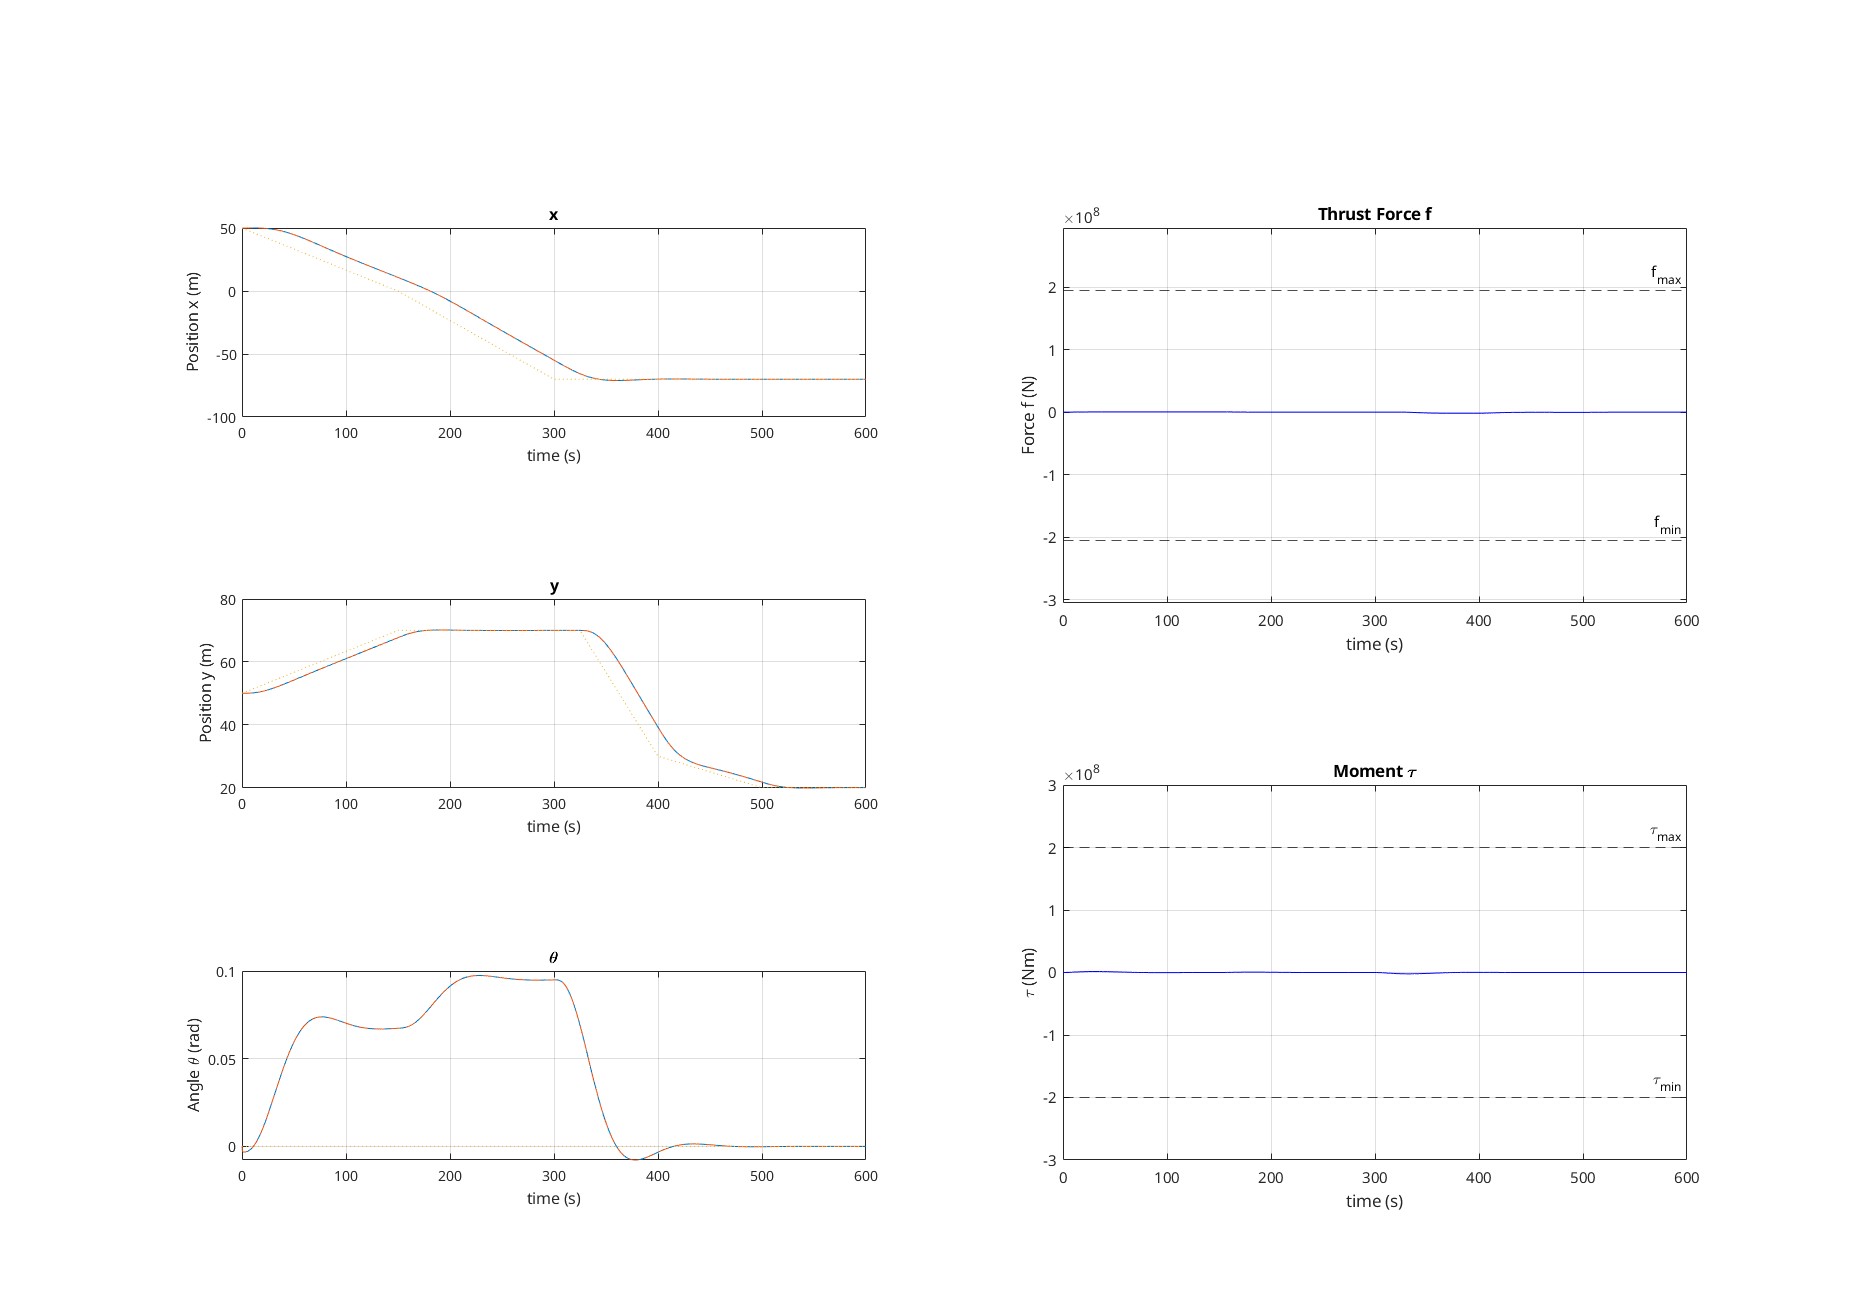 x
50
0
-50
-100
Position x (m)
0 100 200 300 400 500 600
time (s)
y
80
60
40
20
Position y (m)
0 100 200 300 400 500 600
time (s)
θ
0.1
0.05
0
Angle θ (rad)
0 100 200 300 400 500 600
time (s)
Thrust Force f
×10^8
f_max
2
1
0
-1
f_min
-2
-3
Force f (N)
0 100 200 300 400 500 600
time (s)
Moment τ
×10^8
3
τ_max
2
1
0
-1
τ_min
-2
-3
τ (Nm)
0 100 200 300 400 500 600
time (s)